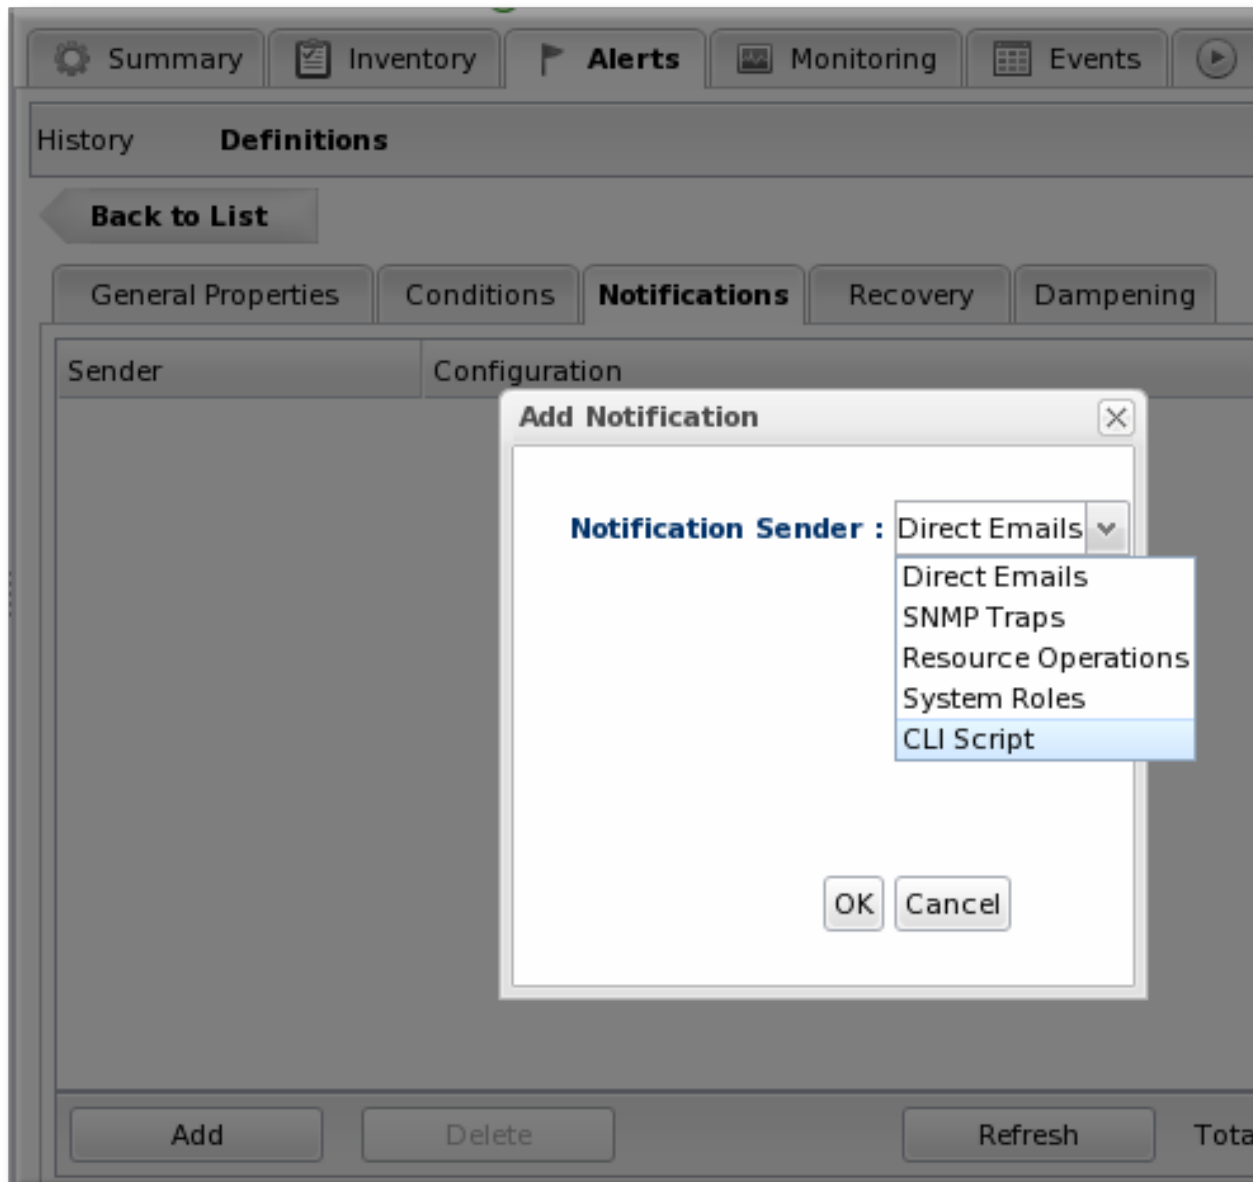 Summary Inventory Alerts Monitoring Events
History Definitions
Back to List
General Properties Conditions Notifications Recovery Dampening
Sender Configuration
Add Notification
Notification Sender : Direct Emails
Direct Emails
SNMP Traps
Resource Operations
System Roles
CLI Script
OK Cancel
Add Delete Refresh Tota